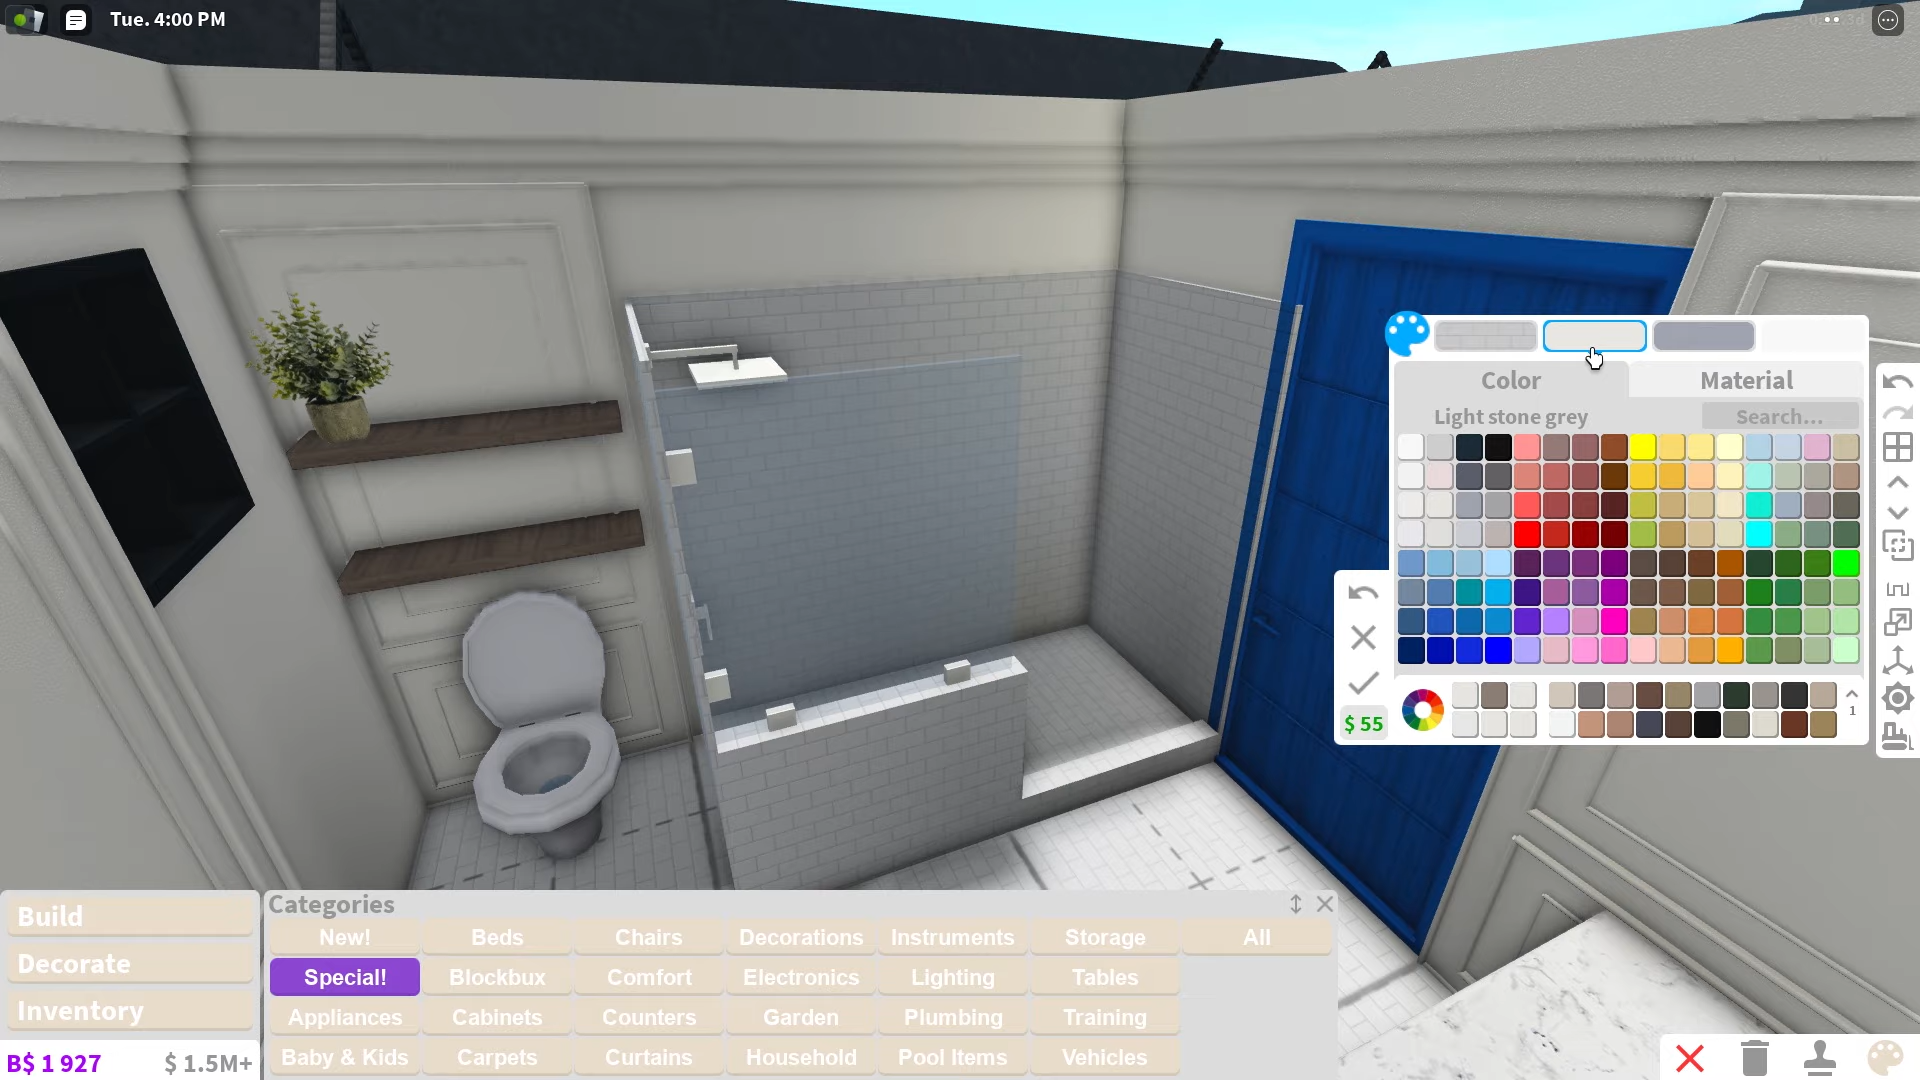 Tue. 4:00 PM
Color
Material
Light stone grey
Search...
$ 55
1
Build
Decorate
Inventory
B$ 1 927
$ 1.5M+
Categories
New!
Beds
Chairs
Decorations
Instruments
Storage
All
Special!
Blockbux
Comfort
Electronics
Lighting
Tables
Appliances
Cabinets
Counters
Garden
Plumbing
Training
Baby & Kids
Carpets
Curtains
Household
Pool Items
Vehicles